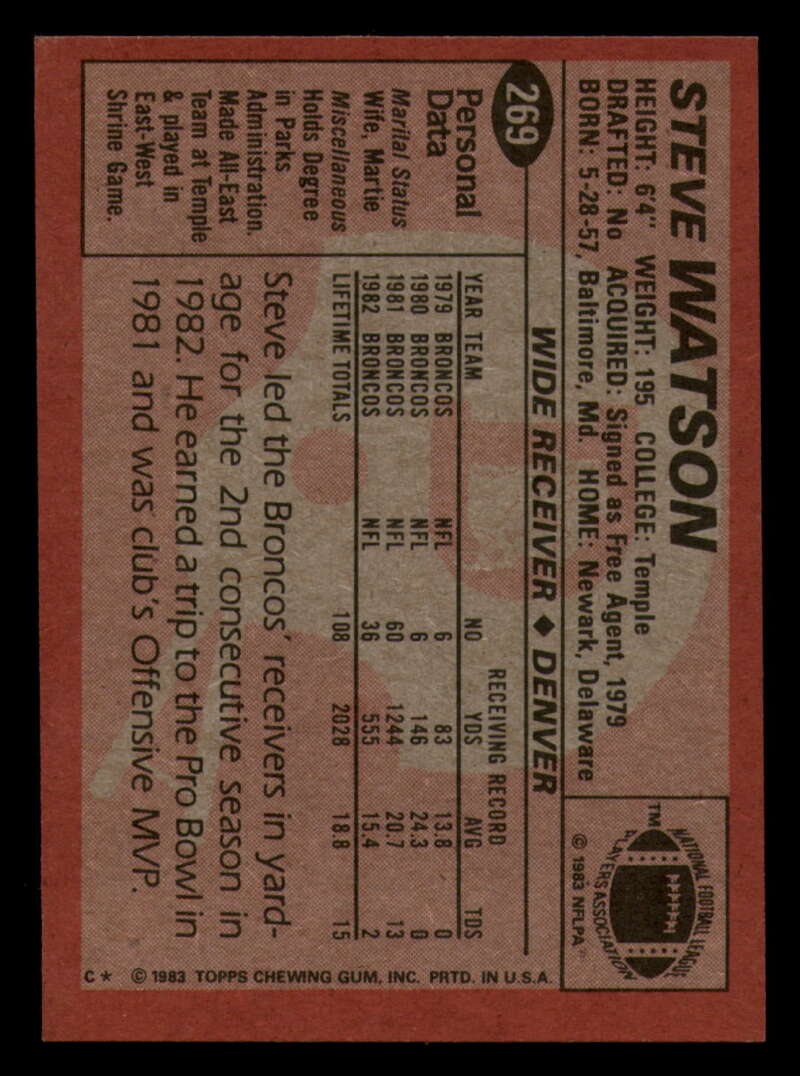 STEVE WATSON
HEIGHT: 6'4" WEIGHT: 195 COLLEGE: Temple
DRAFTED: No ACQUIRED: Signed as Free Agent, 1979
BORN: 5-28-57, Baltimore, Md. HOME: Newark, Delaware
NATIONAL FOOTBALL LEAGUE
PLAYERS ASSOCIATION
TM
© 1983 NFLPA
269
WIDE RECEIVER ♦ DENVER
Personal
Data
Marital Status
Wife, Martie
Miscellaneous
Holds Degree
in Parks
Administration.
Made All-East
Team at Temple
& played in
East-West
Shrine Game.
RECEIVING RECORD
YEAR TEAM NO YDS AVG TDS
1979 BRONCOS NFL 6 83 13.8 0
1980 BRONCOS NFL 6 146 24.3 0
1981 BRONCOS NFL 60 1244 20.7 13
1982 BRONCOS NFL 36 555 15.4 2
LIFETIME TOTALS 108 2028 18.8 15
Steve led the Broncos' receivers in yard-
age for the 2nd consecutive season in
1982. He earned a trip to the Pro Bowl in
1981 and was club's Offensive MVP.
C* © 1983 TOPPS CHEWING GUM, INC. PRTD. IN U.S.A.